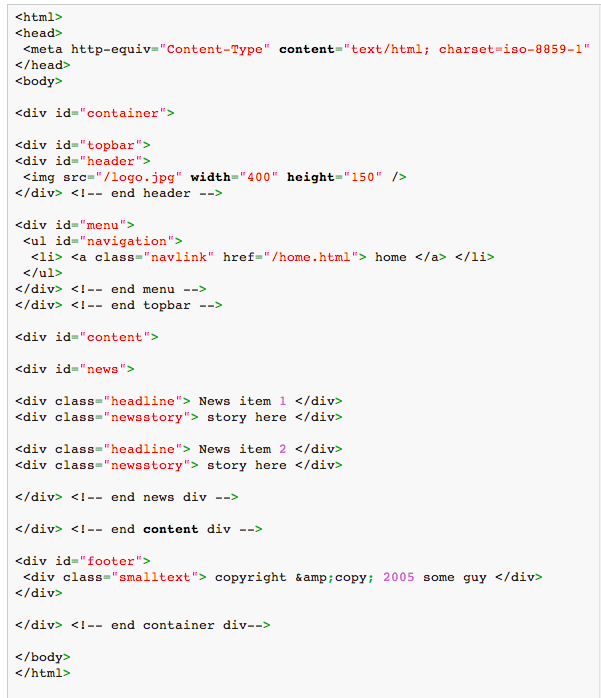 <html>
<head>
<meta http-equiv="Content-Type" content="text/html; charset=iso-8859-1"
</head>
<body>
<div id="container">
<div id="topbar">
<div id="header">
<img src="/logo.jpg" width="400" height="150" />
</div> <!-- end header -->
<div id="menu">
<ul id="navigation">
<li> <a class="navlink" href="/home.html"> home </a> </li>
</ul>
</div> <!-- end menu -->
</div> <!-- end topbar -->
<div id="content">
<div id="news">
<div class="headline"> News item 1 </div>
<div class="newsstory"> story here </div>
<div class="headline"> News item 2 </div>
<div class="newsstory"> story here </div>
</div> <!-- end news div -->
</div> <!-- end content div -->
<div id="footer">
<div class="smalltext"> copyright &amp;copy; 2005 some guy </div>
</div>
</div> <!-- end container div-->
</body>
</html>